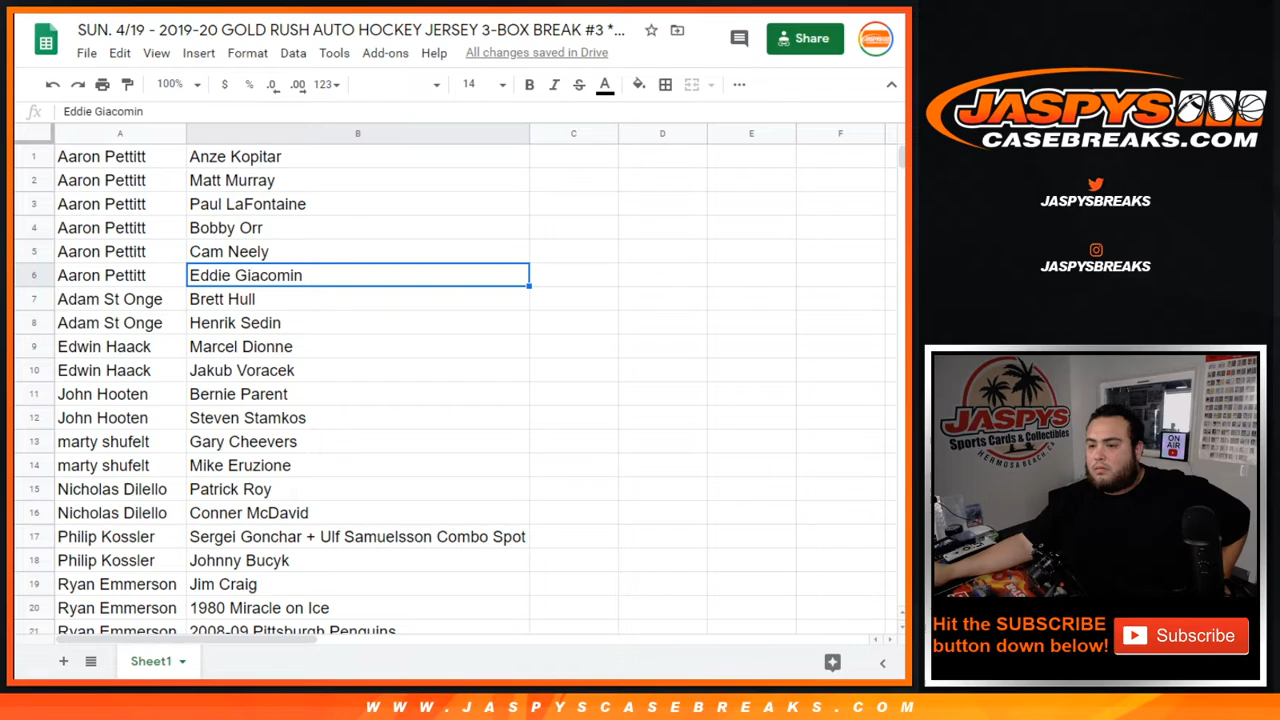 SUN. 4/19 - 2019-20 GOLD RUSH AUTO HOCKEY JERSEY 3-BOX BREAK #3 *...
File Edit View Insert Format Data Tools Add-ons Help All changes saved in Drive
Share
100% $ % .0 .00 123 14 B I S A ...
fx Eddie Giacomin
A B C D E F
1 Aaron Pettitt Anze Kopitar
2 Aaron Pettitt Matt Murray
3 Aaron Pettitt Paul LaFontaine
4 Aaron Pettitt Bobby Orr
5 Aaron Pettitt Cam Neely
6 Aaron Pettitt Eddie Giacomin
7 Adam St Onge Brett Hull
8 Adam St Onge Henrik Sedin
9 Edwin Haack Marcel Dionne
10 Edwin Haack Jakub Voracek
11 John Hooten Bernie Parent
12 John Hooten Steven Stamkos
13 marty shufelt Gary Cheevers
14 marty shufelt Mike Eruzione
15 Nicholas Dilello Patrick Roy
16 Nicholas Dilello Conner McDavid
17 Philip Kossler Sergei Gonchar + Ulf Samuelsson Combo Spot
18 Philip Kossler Johnny Bucyk
19 Ryan Emmerson Jim Craig
20 Ryan Emmerson 1980 Miracle on Ice
21 Ryan Emmerson 2008-09 Pittsburgh Penguins
Sheet1
JASPYS
CASEBREAKS.COM
JASPYSBREAKS
JASPYSBREAKS
JASPYS
Sports Cards & Collectibles
HERMOSA BEACH, CA
ON
AIR
Hit the SUBSCRIBE
button down below!
Subscribe
WWW.JASPYSCASEBREAKS.COM